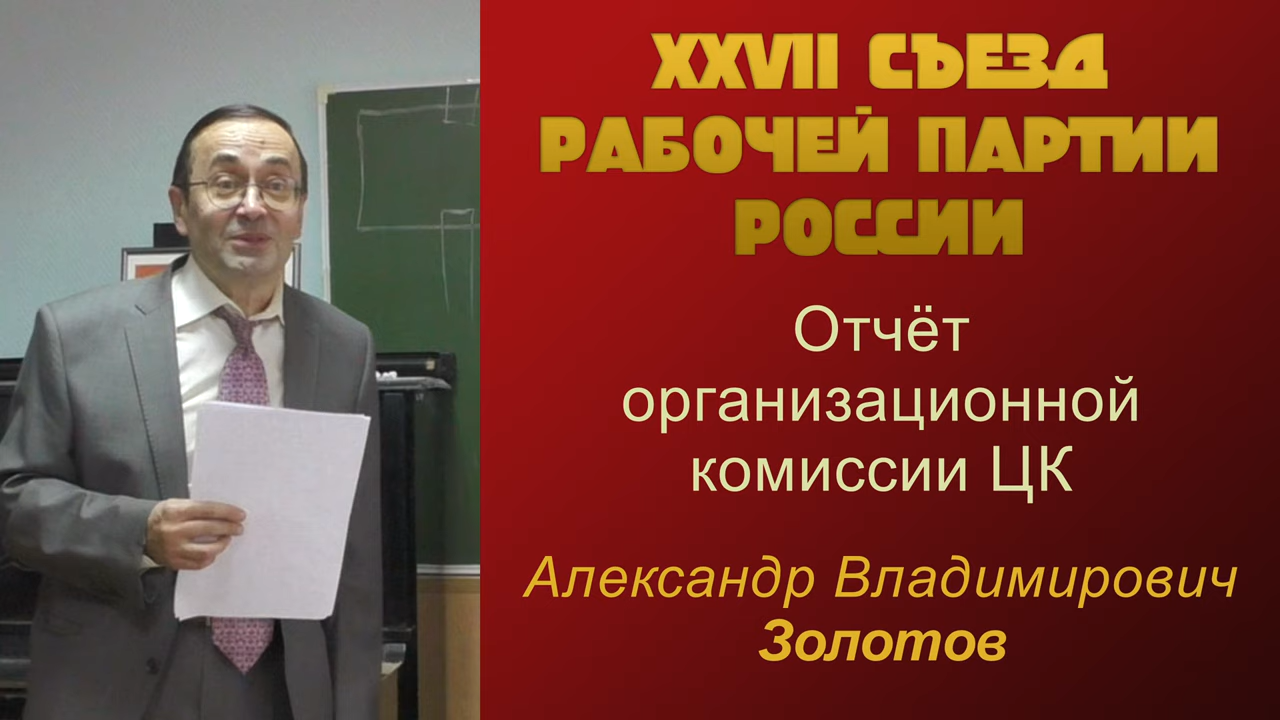 XXVII СЪЕЗД
РАБОЧЕЙ ПАРТИИ
РОССИИ
Отчёт
организационной
комиссии ЦК
Александр Владимирович
Золотов